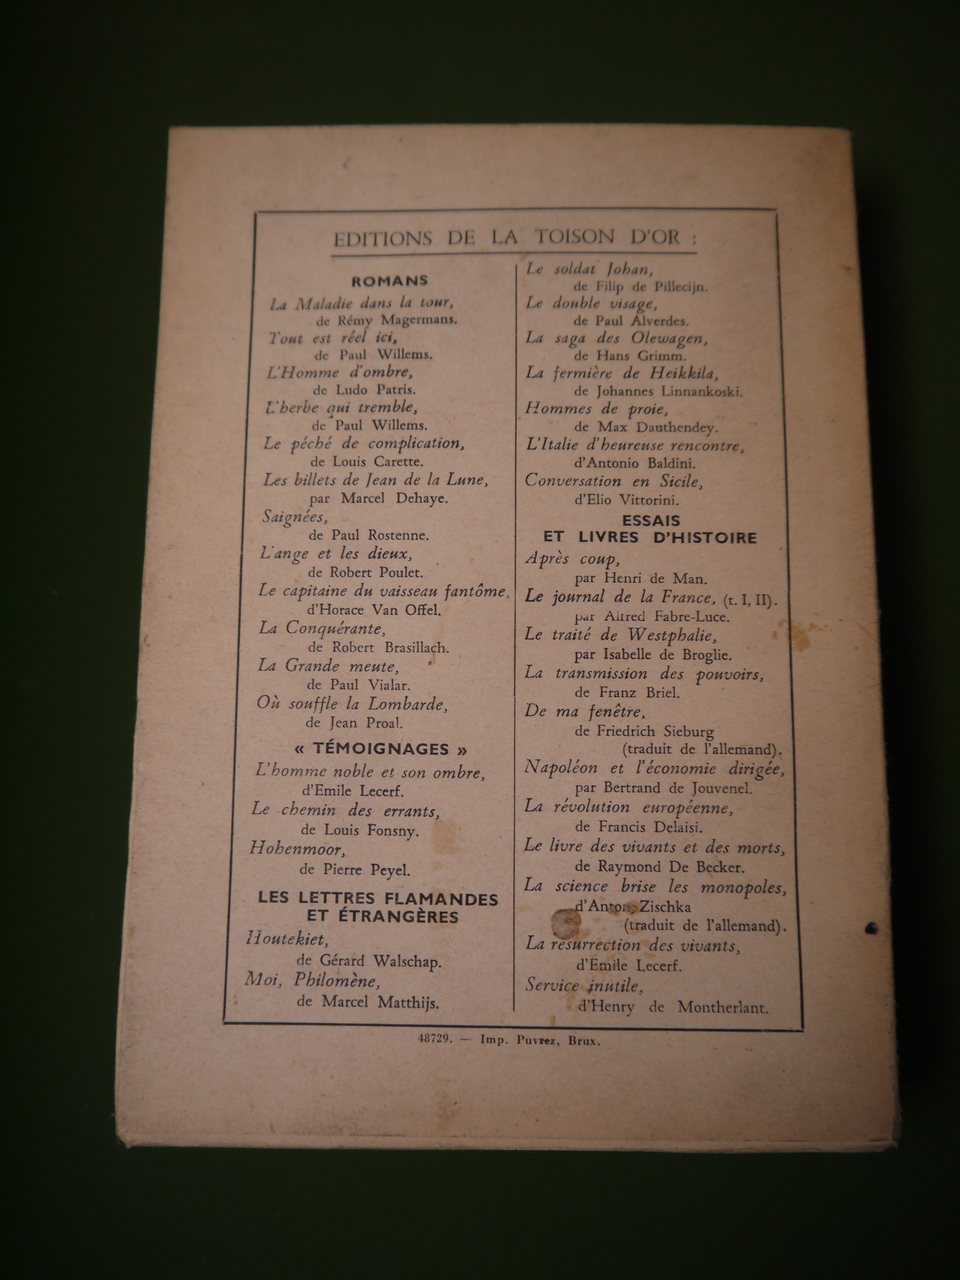 EDITIONS DE LA TOISON D'OR :
ROMANS
La Maladie dans la tour,
de Rémy Magermans.
Tout est réel ici,
de Paul Willems.
L'Homme d'ombre,
de Ludo Patris.
L'herbe qui tremble,
de Paul Willems.
Le péché de complication,
de Louis Carette.
Les billets de Jean de la Lune,
par Marcel Dehaye.
Saignées,
de Paul Rostenne.
L'ange et les dieux,
de Robert Poulet.
Le capitaine du vaisseau fantôme,
d'Horace Van Offel.
La Conquérante,
de Robert Brasillach.
La Grande meute,
de Paul Vialar.
Où souffle la Lombarde,
de Jean Proal.
« TÉMOIGNAGES »
L'homme noble et son ombre,
d'Emile Lecerf.
Le chemin des errants,
de Louis Fonsny.
Hohenmoor,
de Pierre Peyel.
LES LETTRES FLAMANDES
ET ÉTRANGÈRES
Houtekiet,
de Gérard Walschap.
Moi, Philomène,
de Marcel Matthijs.
Le soldat Johan,
de Filip de Pillecijn.
Le double visage,
de Paul Alverdes.
La saga des Olewagen,
de Hans Grimm.
La fermière de Heikkila,
de Johannes Linnankoski.
Hommes de proie,
de Max Dauthendey.
L'Italie d'heureuse rencontre,
d'Antonio Baldini.
Conversation en Sicile,
d'Elio Vittorini.
ESSAIS
ET LIVRES D'HISTOIRE
Après coup,
par Henri de Man.
Le journal de la France, (t. I, II).
par Alfred Fabre-Luce.
Le traité de Westphalie,
par Isabelle de Broglie.
La transmission des pouvoirs,
de Franz Briel.
De ma fenêtre,
de Friedrich Sieburg
(traduit de l'allemand).
Napoléon et l'économie dirigée,
par Bertrand de Jouvenel.
La révolution européenne,
de Francis Delaisi.
Le livre des vivants et des morts,
de Raymond De Becker.
La science brise les monopoles,
d'Anton Zischka
(traduit de l'allemand).
La résurrection des vivants,
d'Emile Lecerf.
Service inutile,
d'Henry de Montherlant.
48729. — Imp. Puvrez, Brux.